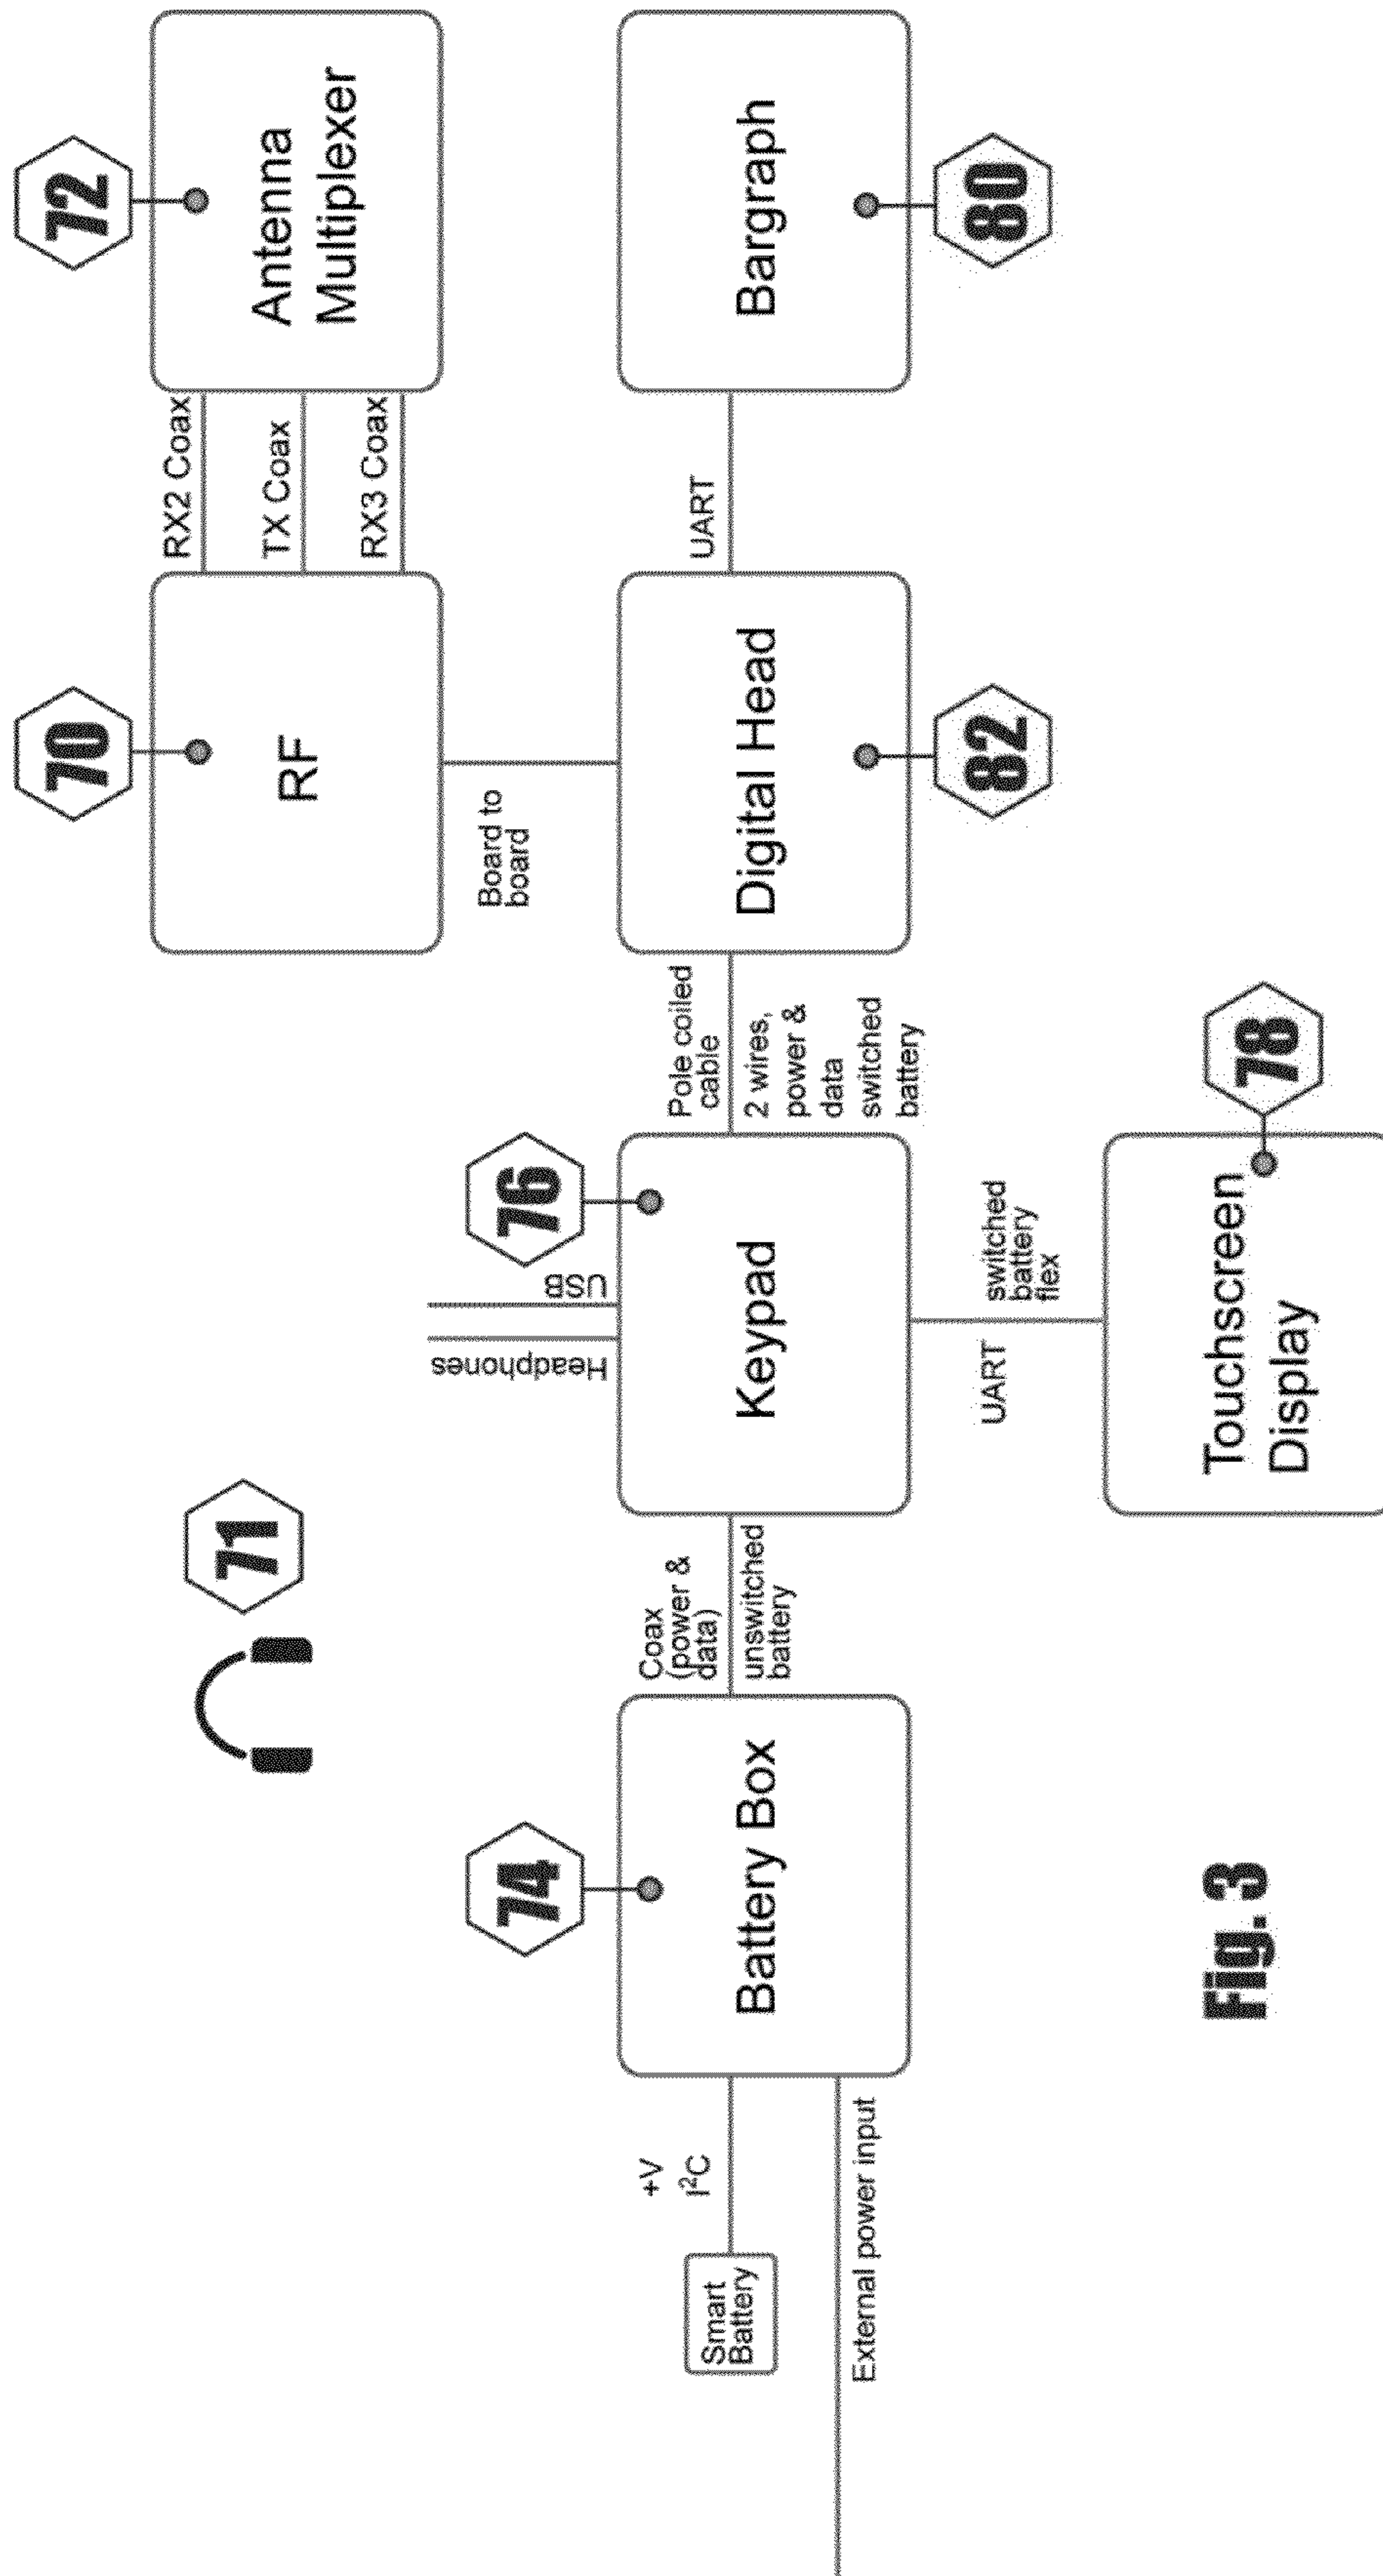 70
72
RF
RX2 Coax
TX Coax
RX3 Coax
Antenna
Multiplexer
71
Board to
board
74
76
Headphones
USB
Smart
Battery
+V
I²C
External power input
Battery Box
Coax
(power &
data)
unswitched
battery
Keypad
Pole coiled
cable
2 wires,
power &
data
switched
battery
Digital Head
UART
Bargraph
82
80
UART
switched
battery
flex
78
Touchscreen
Display
Fig. 3